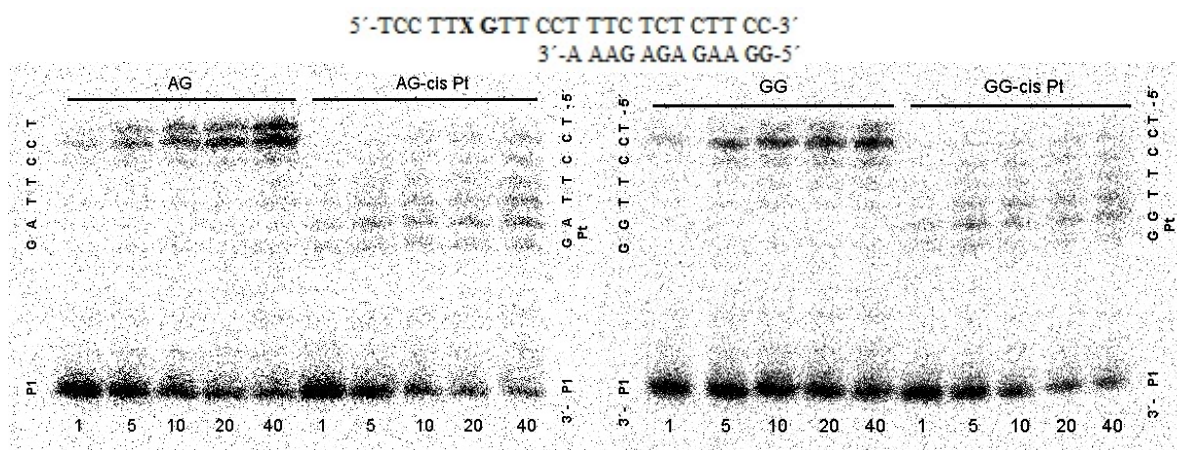 5´-TCC TTX GTT CCT TTC TCT CTT CC-3´
3´-A AAG AGA GAA GG-5´
AG AG-cis Pt GG GG-cis Pt
P1 G A T T C C T
3´- P1 G A T T C C T - 5´
Pt
3´- P1 G G T T C C T - 5´
3´- P1 G G T T C C T - 5´
Pt
1 5 10 20 40 1 5 10 20 40 1 5 10 20 40 1 5 10 20 40